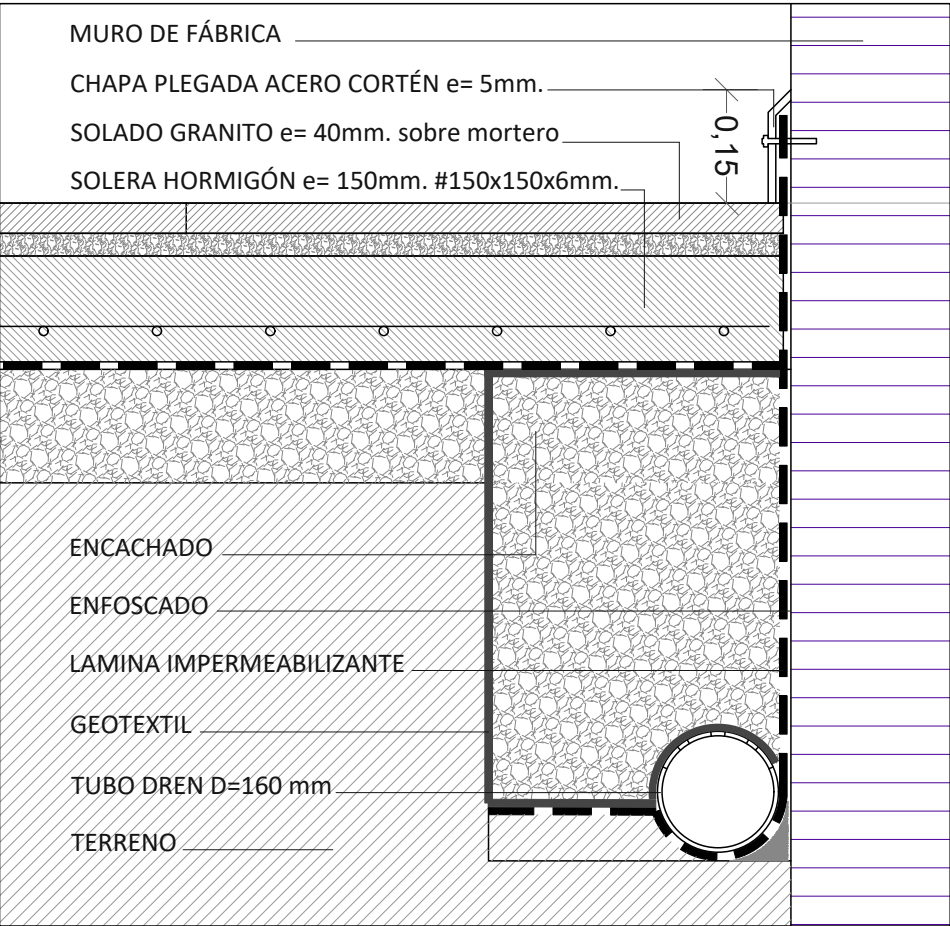 MURO DE FÁBRICA
CHAPA PLEGADA ACERO CORTÉN e= 5mm.
SOLADO GRANITO e= 40mm. sobre mortero
SOLERA HORMIGÓN e= 150mm. #150x150x6mm.
0,15
ENCACHADO
ENFOSCADO
LAMINA IMPERMEABILIZANTE
GEOTEXTIL
TUBO DREN D=160 mm
TERRENO